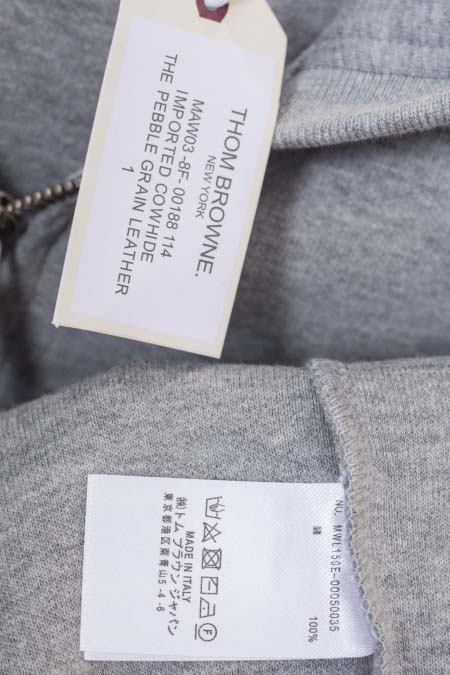 THOM BROWNE.
NEW YORK
MAW03 -8F- 00188 114
IMPORTED COWHIDE
THE PEBBLE GRAIN LEATHER
1
NO. MWL15GE-00050035
綿 100%
MADE IN ITALY
(株)トム ブラウン ジャパン
東京都港区南青山5-4-6